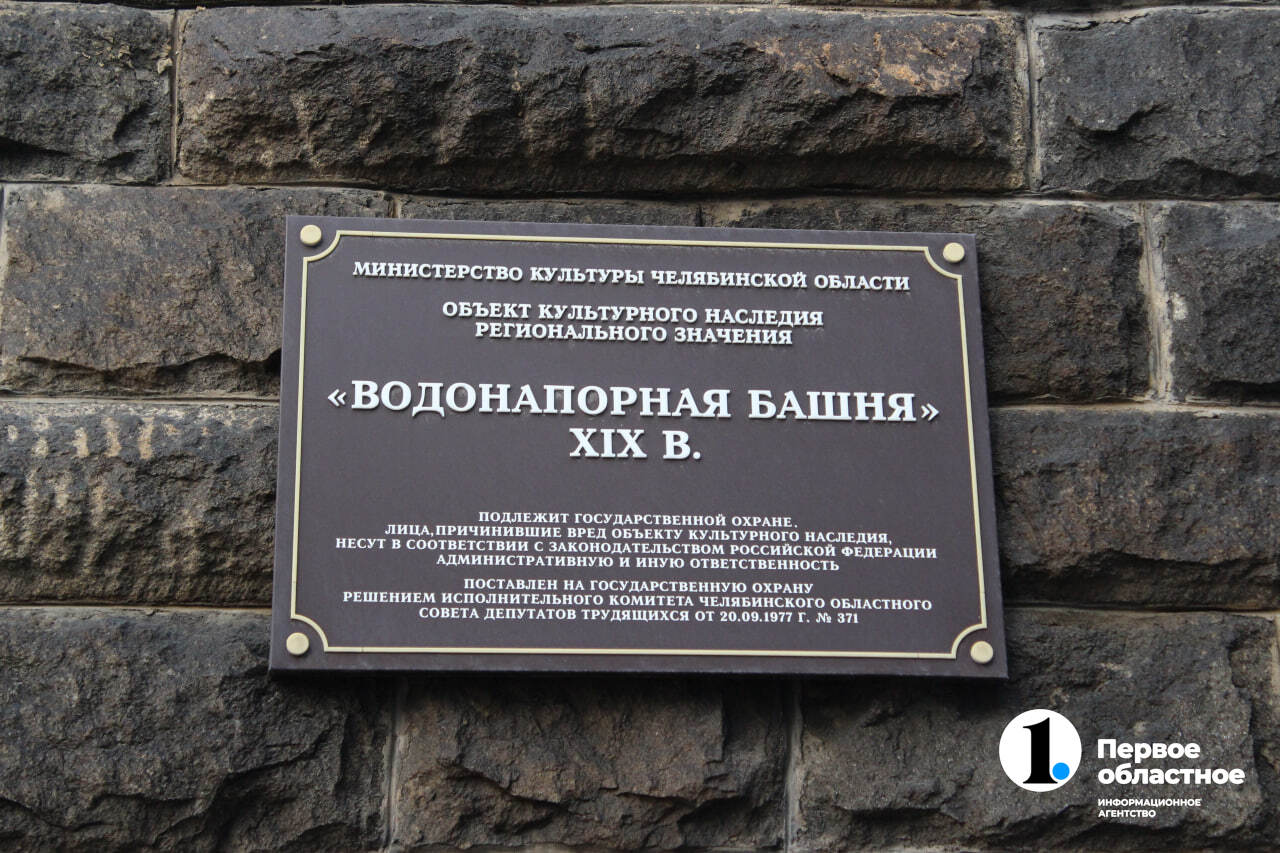 МИНИСТЕРСТВО КУЛЬТУРЫ ЧЕЛЯБИНСКОЙ ОБЛАСТИ
ОБЪЕКТ КУЛЬТУРНОГО НАСЛЕДИЯ
РЕГИОНАЛЬНОГО ЗНАЧЕНИЯ
«ВОДОНАПОРНАЯ БАШНЯ»
XIX В.
ПОДЛЕЖИТ ГОСУДАРСТВЕННОЙ ОХРАНЕ.
ЛИЦА,ПРИЧИНИВШИЕ ВРЕД ОБЪЕКТУ КУЛЬТУРНОГО НАСЛЕДИЯ,
НЕСУТ В СООТВЕТСТВИИ С ЗАКОНОДАТЕЛЬСТВОМ РОССИЙСКОЙ ФЕДЕРАЦИИ
АДМИНИСТРАТИВНУЮ И ИНУЮ ОТВЕТСТВЕННОСТЬ
ПОСТАВЛЕН НА ГОСУДАРСТВЕННУЮ ОХРАНУ
РЕШЕНИЕМ ИСПОЛНИТЕЛЬНОГО КОМИТЕТА ЧЕЛЯБИНСКОГО ОБЛАСТНОГО
СОВЕТА ДЕПУТАТОВ ТРУДЯЩИХСЯ ОТ 20.09.1977 Г. № 371
1.
Первое
областное
ИНФОРМАЦИОННОЕ
АГЕНТСТВО